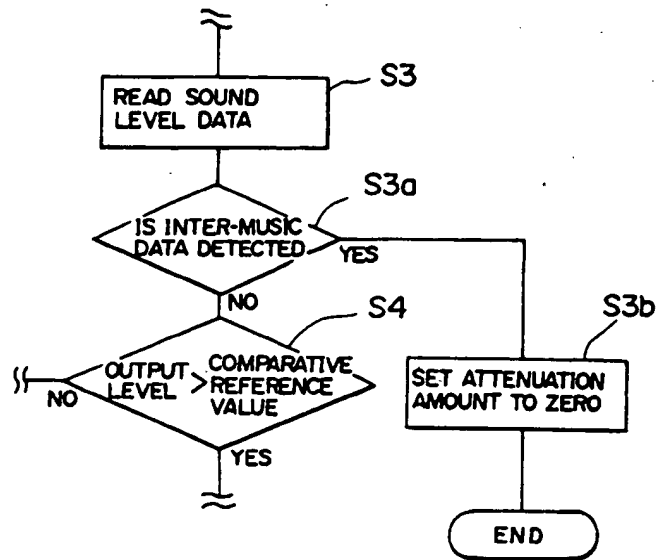 S3
READ SOUND
LEVEL DATA
S3a
IS INTER-MUSIC
DATA DETECTED
YES
NO
S4
S3b
OUTPUT
LEVEL
>
COMPARATIVE
REFERENCE
VALUE
NO
YES
SET ATTENUATION
AMOUNT TO ZERO
END